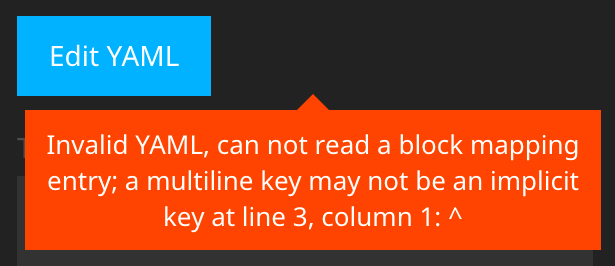 Edit YAML
Invalid YAML, can not read a block mapping
entry; a multiline key may not be an implicit
key at line 3, column 1: ^